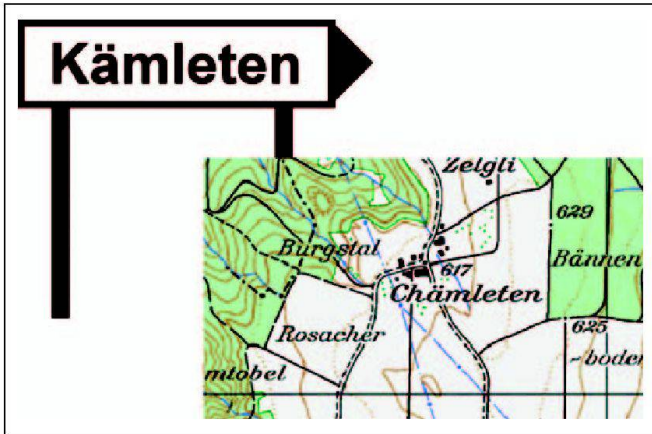 Kämleten
Zelgli
629
Burgstal
617
Bännen
Chämleten
Rosacher
625
-boden
mtobel